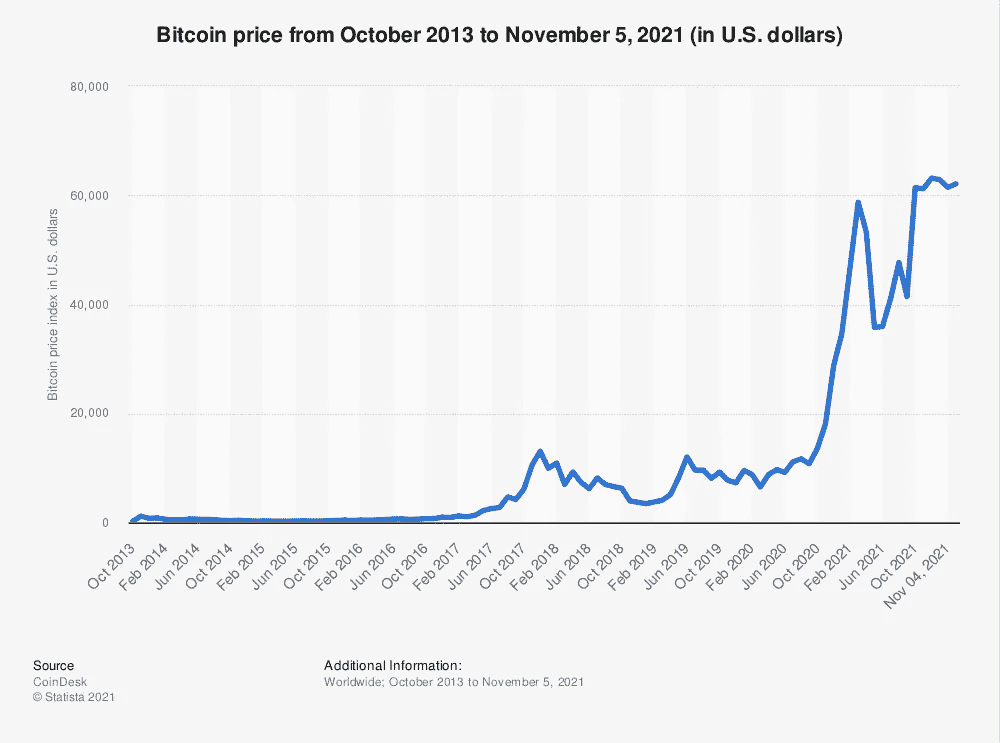 Bitcoin price from October 2013 to November 5, 2021 (in U.S. dollars)
Bitcoin price index in U.S. dollars
80,000
60,000
40,000
20,000
0
Oct 2013
Feb 2014
Jun 2014
Oct 2014
Feb 2015
Jun 2015
Oct 2015
Feb 2016
Jun 2016
Oct 2016
Feb 2017
Jun 2017
Oct 2017
Feb 2018
Jun 2018
Oct 2018
Feb 2019
Jun 2019
Oct 2019
Feb 2020
Jun 2020
Oct 2020
Feb 2021
Jun 2021
Oct 2021
Nov 04, 2021
Source
CoinDesk
© Statista 2021
Additional Information:
Worldwide; October 2013 to November 5, 2021